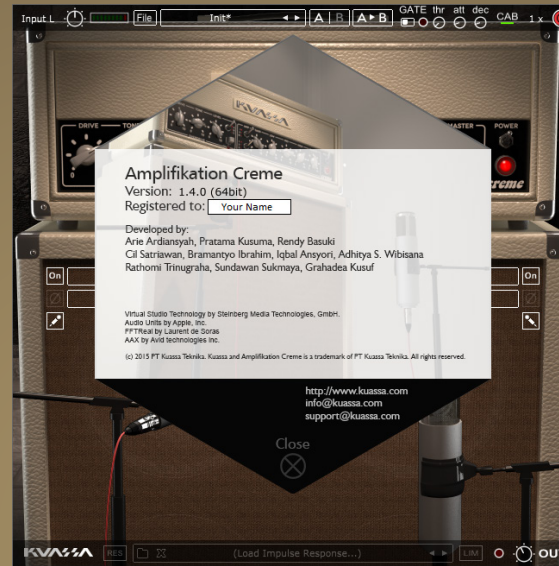 Input L
File
Init*
A | B
A ▸ B
GATE thr att dec
CAB
1 x
KVASSA
DRIVE
MASTER
POWER
creme
Amplifikation Creme
Version: 1.4.0 (64bit)
Registered to: Your Name
Developed by:
Arie Ardiansyah, Pratama Kusuma, Rendy Basuki
Cil Satriawan, Bramantyo Ibrahim, Iqbal Ansyori, Adhitya S. Wibisana
Rathomi Trinugraha, Sundawan Sukmaya, Grahadea Kusuf
On
On
Virtual Studio Technology by Steinberg Media Technologies, GmbH.
Audio Units by Apple, Inc.
FFTReal by Laurent de Soras
AAX by Avid technologies Inc.
(c) 2015 PT Kuassa Teknika. Kuassa and Amplifikation Creme is a trademark of PT Kuassa Teknika. All rights reserved.
http://www.kuassa.com
info@kuassa.com
support@kuassa.com
Close
KVASSA
RES
(Load Impulse Response...)
LIM
OU